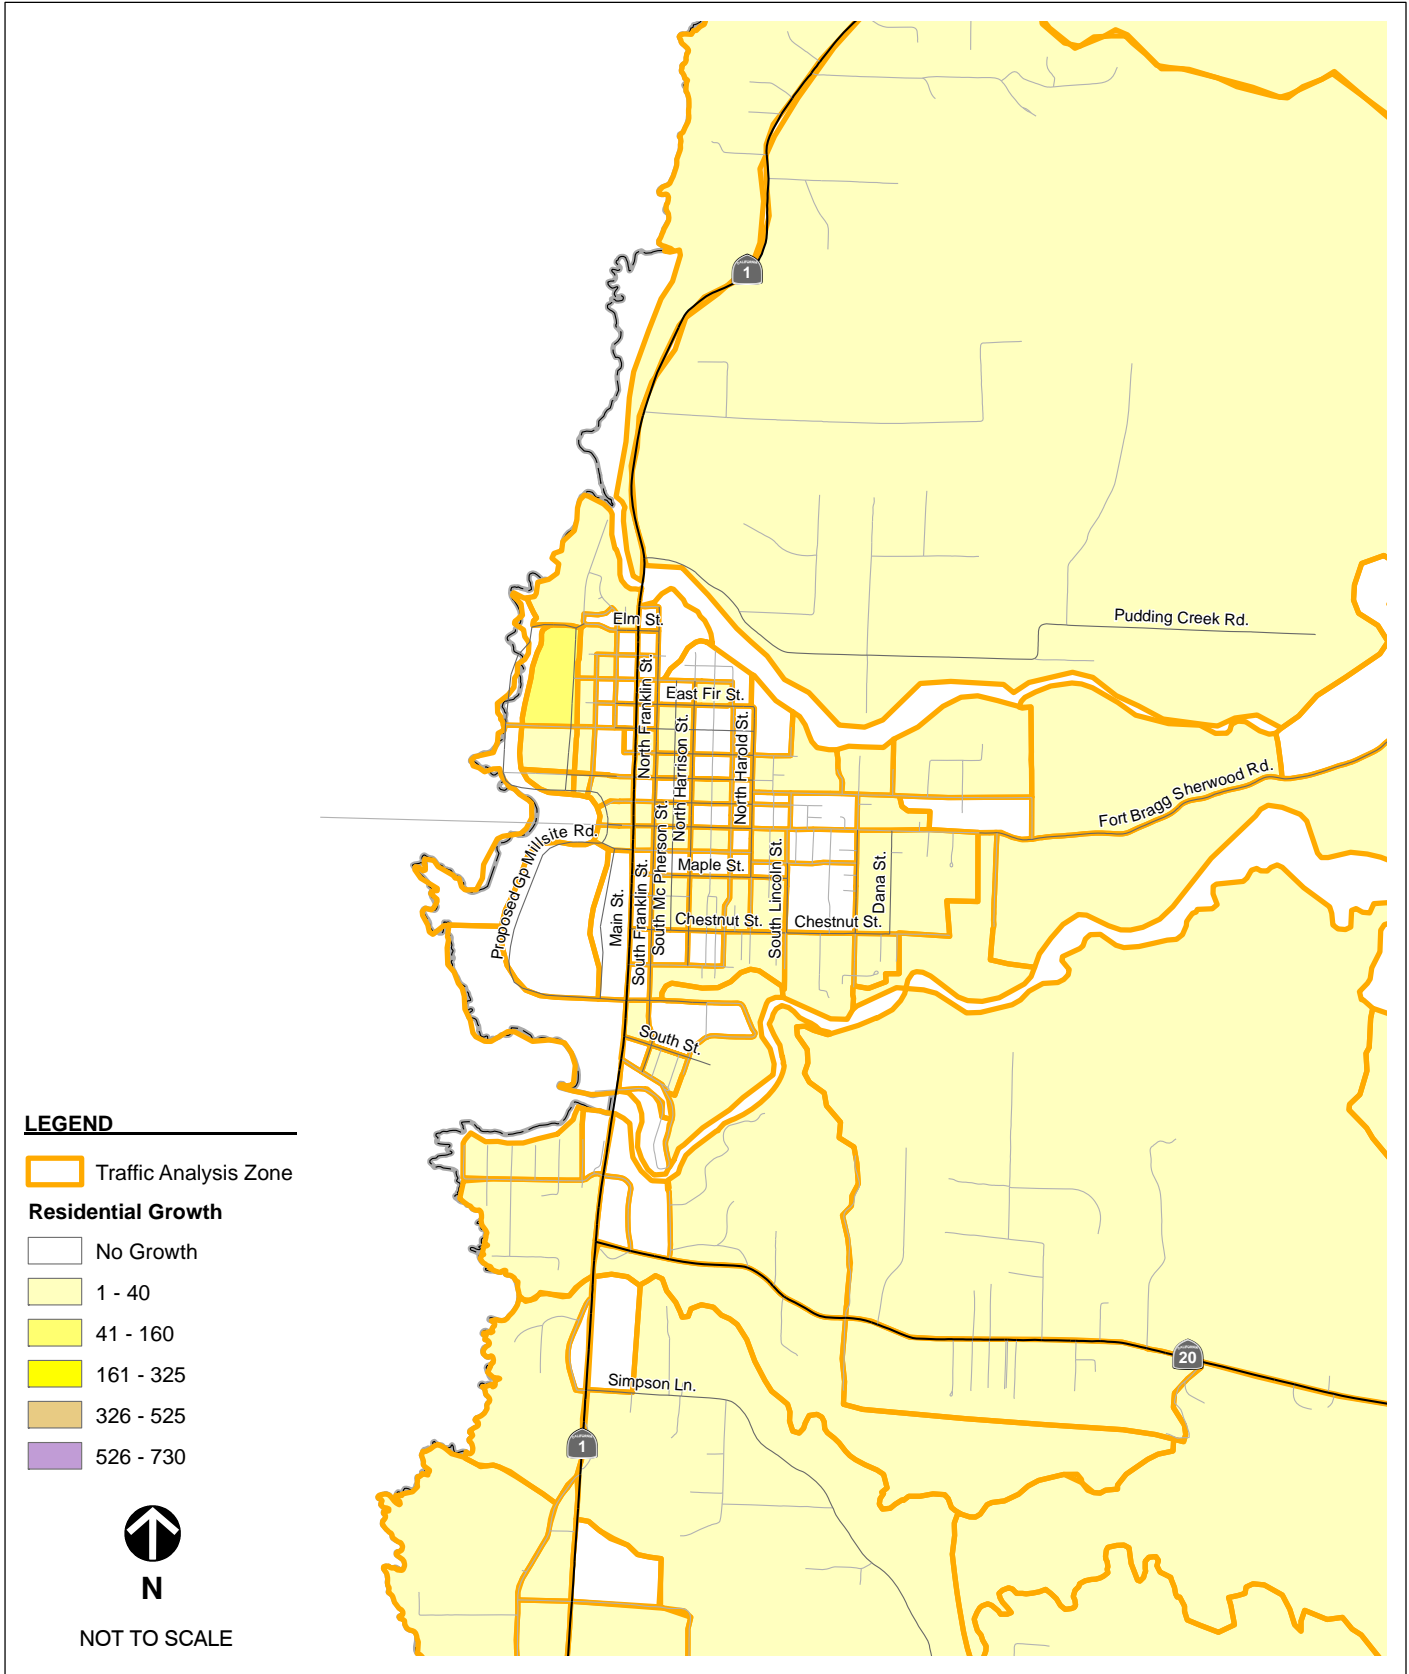 CALIFORNIA
1
Pudding Creek Rd.
Elm St.
North Franklin St.
East Fir St.
North Harrison St.
North Harold St.
Fort Bragg Sherwood Rd.
Proposed Gp Millsite Rd.
South Mc Pherson St.
Maple St.
South Franklin St.
South Lincoln St.
Dana St.
Main St.
Chestnut St.
Chestnut St.
South St.
CALIFORNIA
20
Simpson Ln.
CALIFORNIA
1
LEGEND
Traffic Analysis Zone
Residential Growth
No Growth
1 - 40
41 - 160
161 - 325
326 - 525
526 - 730
N
NOT TO SCALE